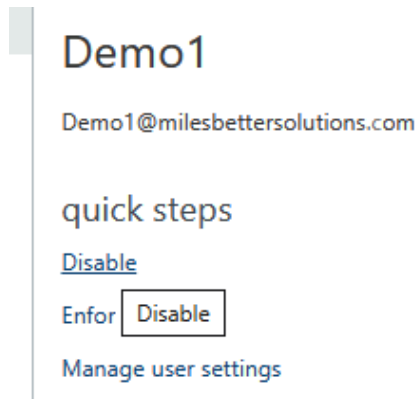 Demo1
Demo1@milesbettersolutions.com
quick steps
Disable
Enfor Disable
Manage user settings